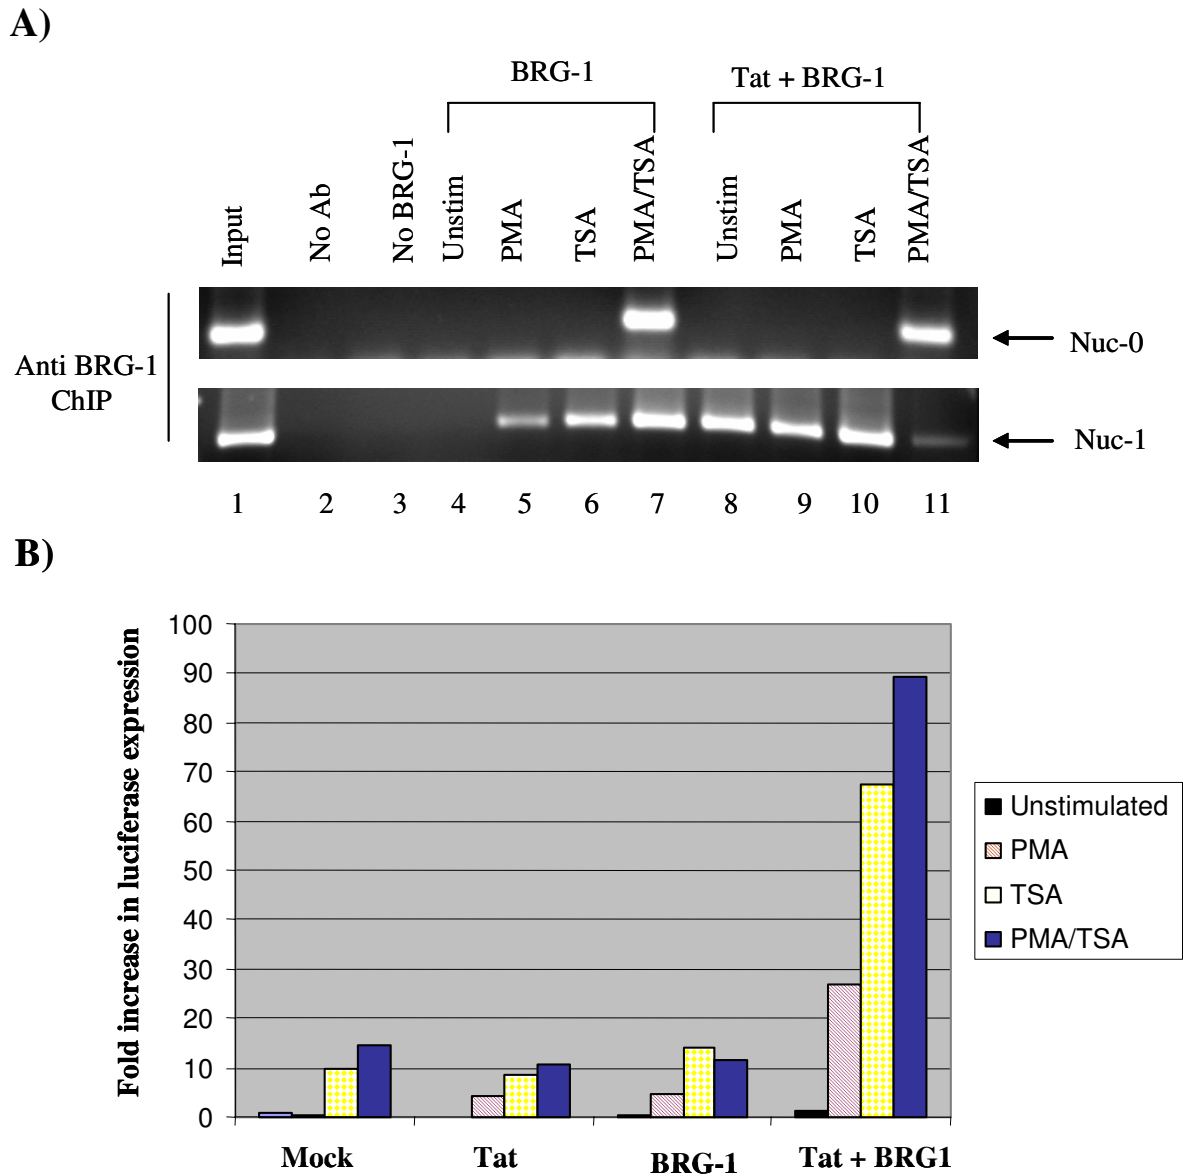 A)
BRG-1
Tat + BRG-1
Input
No Ab
No BRG-1
Unstim
PMA
TSA
PMA/TSA
Unstim
PMA
TSA
PMA/TSA
Anti BRG-1
ChIP
Nuc-0
Nuc-1
1 2 3 4 5 6 7 8 9 10 11
B)
Fold increase in luciferase expression
100
90
80
70
60
50
40
30
20
10
0
Mock Tat BRG-1 Tat + BRG1
Unstimulated
PMA
TSA
PMA/TSA